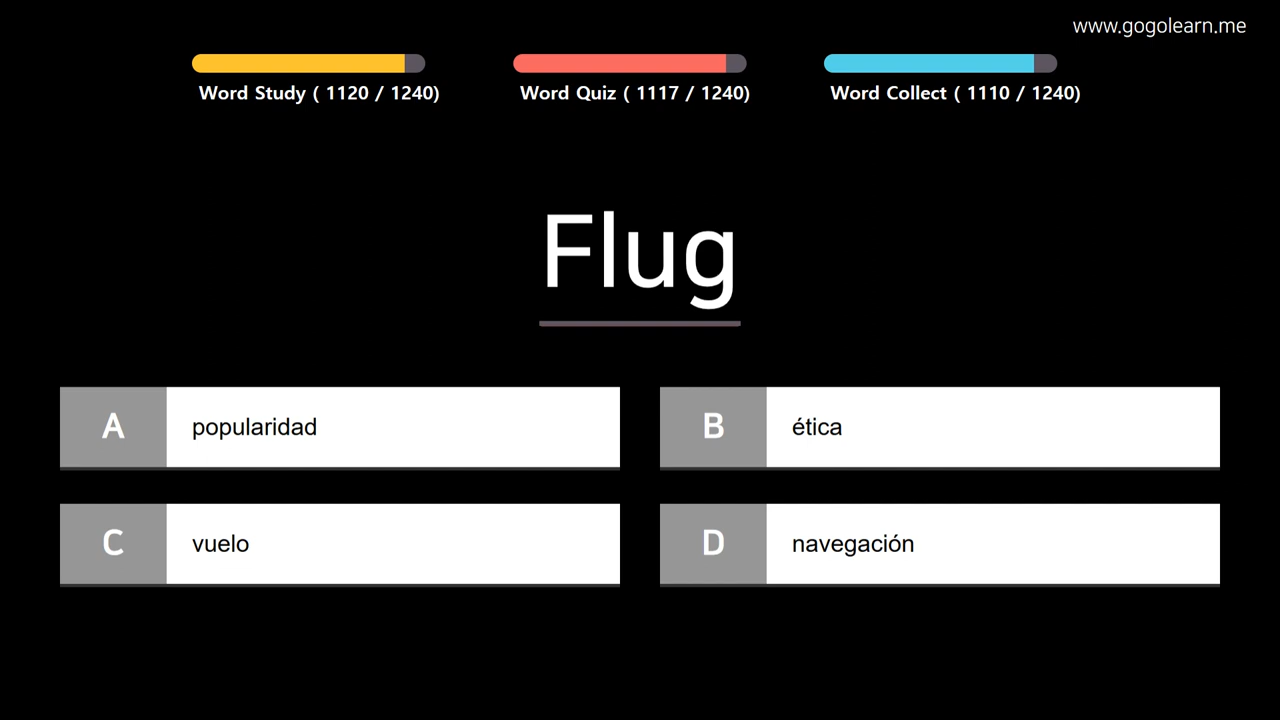 www.gogolearn.me
Word Study ( 1120 / 1240)
Word Quiz ( 1117 / 1240)
Word Collect ( 1110 / 1240)
Flug
A popularidad
B ética
C vuelo
D navegación